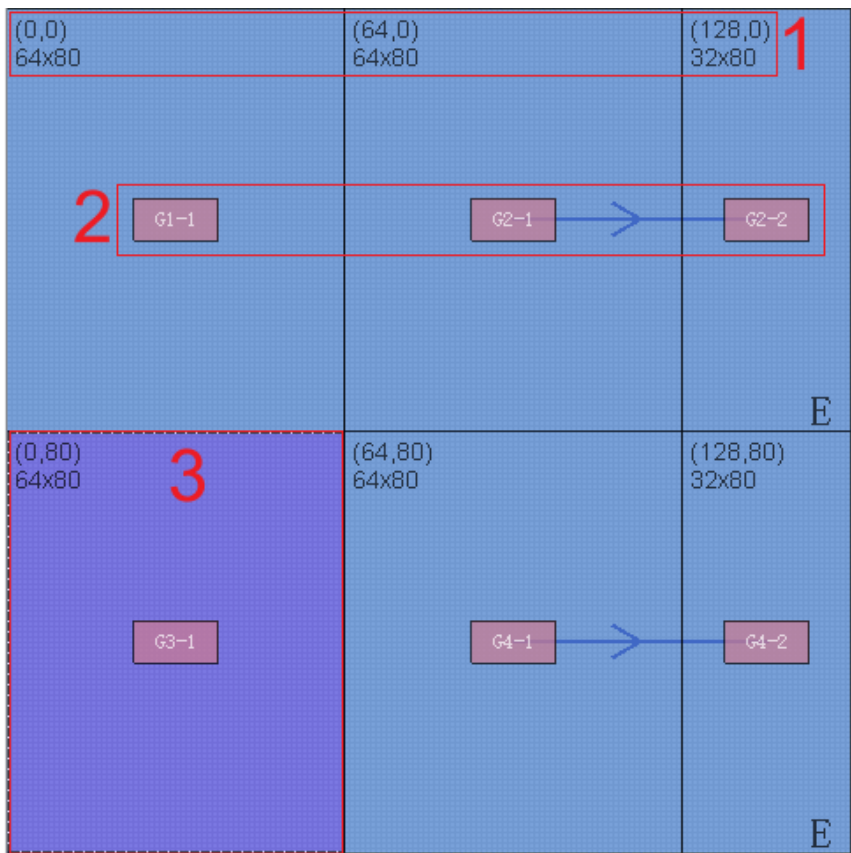 (0,0) (64,0) (128,0) 1
64x80 64x80 32x80
2 G1-1 G2-1 G2-2
E
(0,80) 3 (64,80) (128,80)
64x80 64x80 32x80
G3-1 G4-1 G4-2
E